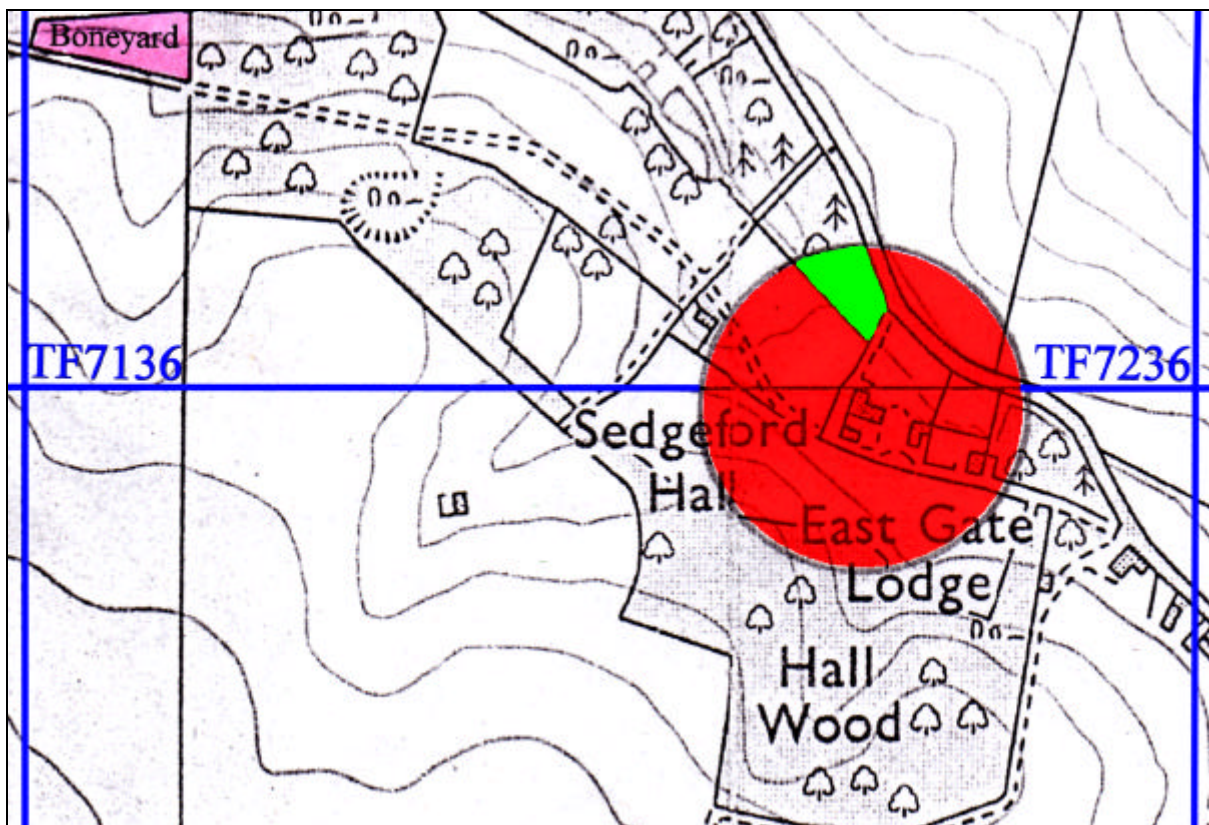 Boneyard
TF7136
TF7236
Sedgeford
Hall
East Gate
Lodge
Hall
Wood